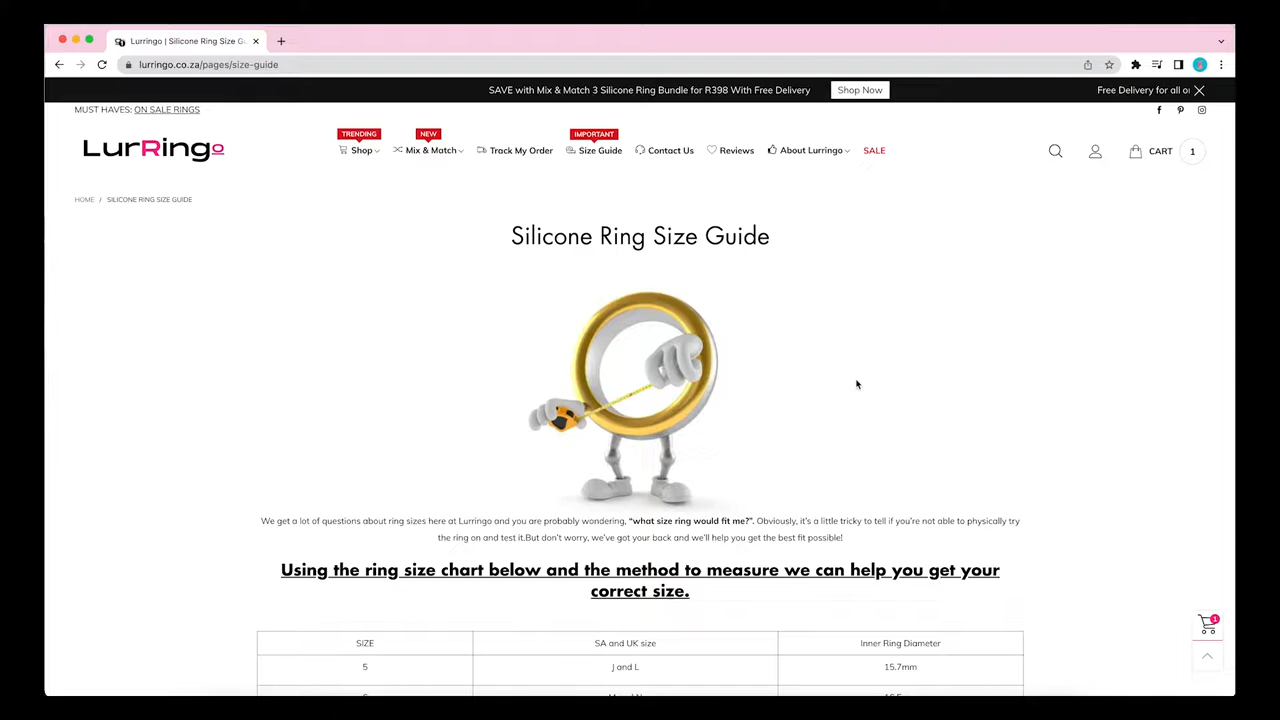 Lurringo | Silicone Ring Size G
lurringo.co.za/pages/size-guide
SAVE with Mix & Match 3 Silicone Ring Bundle for R398 With Free Delivery
Shop Now
Free Delivery for all or
MUST HAVES: ON SALE RINGS
TRENDING
NEW
IMPORTANT
LurRingo
Shop
Mix & Match
Track My Order
Size Guide
Contact Us
Reviews
About Lurringo
SALE
CART
1
HOME / SILICONE RING SIZE GUIDE
Silicone Ring Size Guide
We get a lot of questions about ring sizes here at Lurringo and you are probably wondering, “what size ring would fit me?”. Obviously, it's a little tricky to tell if you're not able to physically try
the ring on and test it.But don't worry, we've got your back and we'll help you get the best fit possible!
Using the ring size chart below and the method to measure we can help you get your
correct size.
1
SIZE
SA and UK size
Inner Ring Diameter
5
J and L
15.7mm